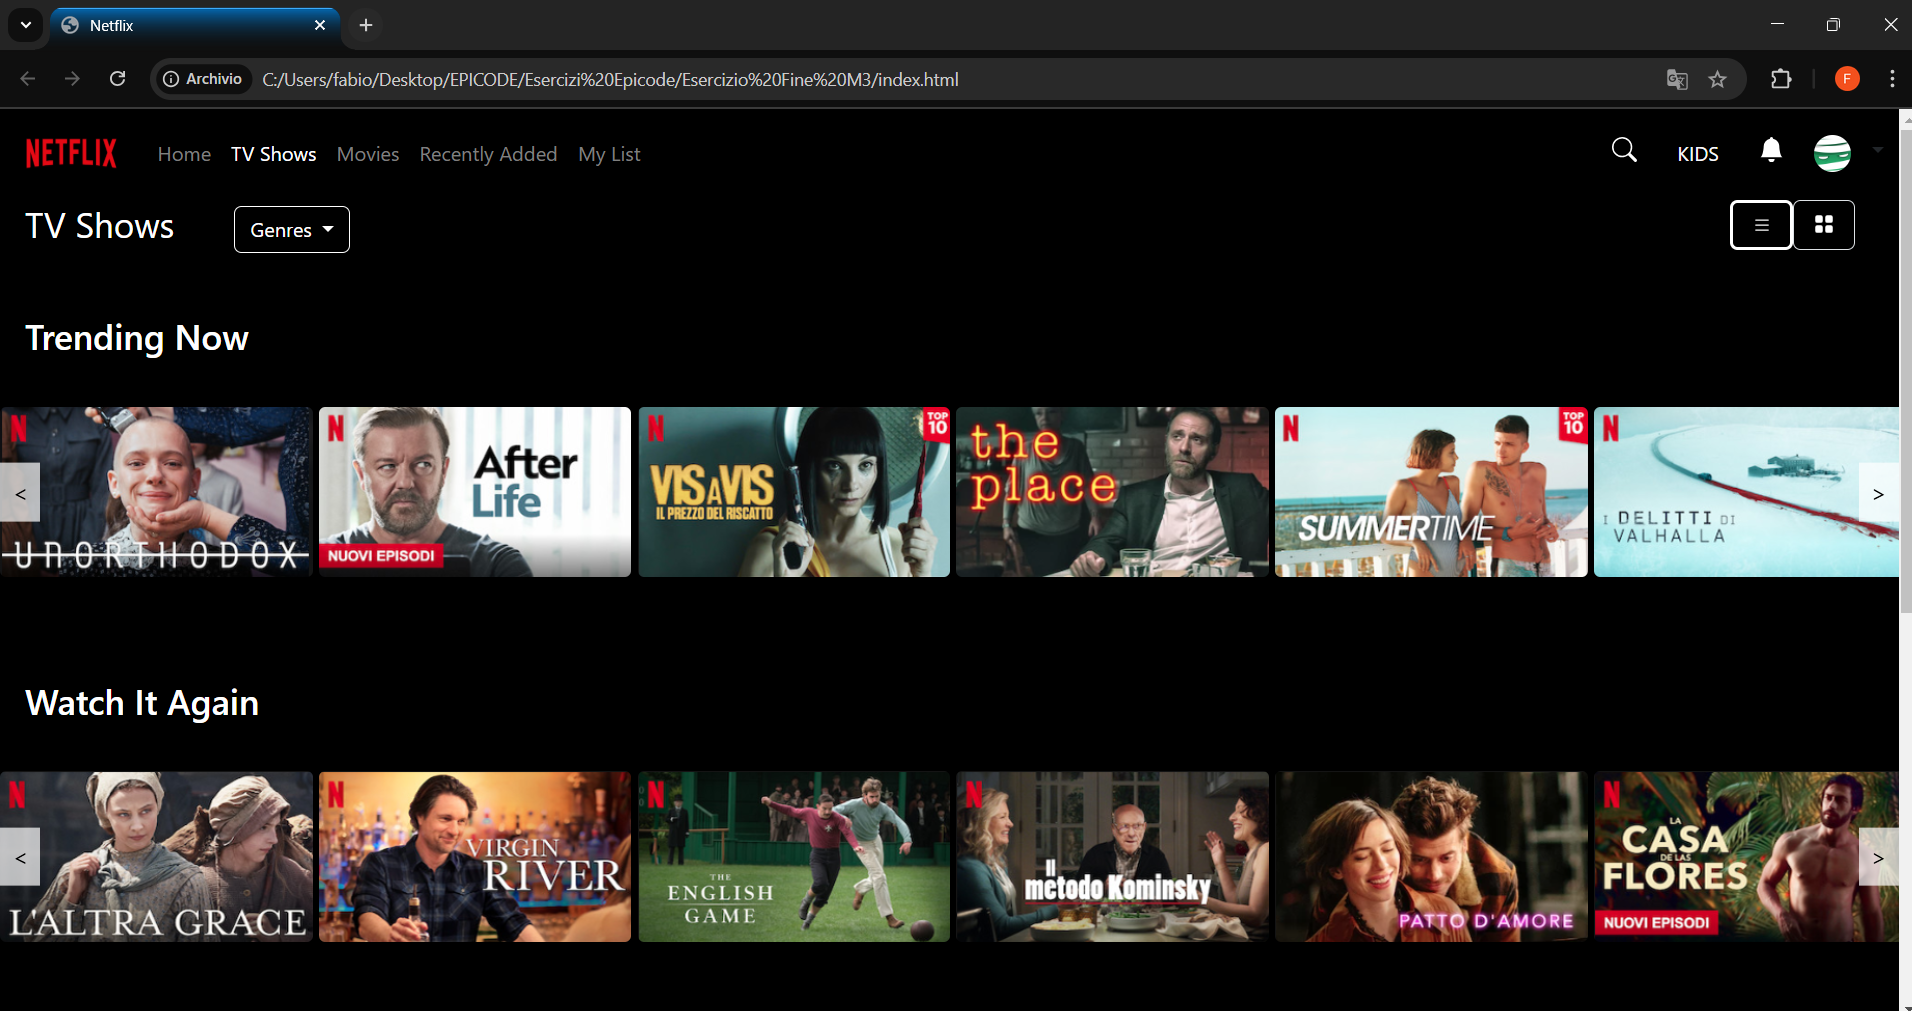 Netflix
Archivio
C:/Users/fabio/Desktop/EPICODE/Esercizi%20Epicode/Esercizio%20Fine%20M3/index.html
F
NETFLIX
Home
TV Shows
Movies
Recently Added
My List
KIDS
TV Shows
Genres
Trending Now
N
UNORTHODOX
N
After
Life
NUOVI EPISODI
N
TOP
10
VIS A VIS
IL PREZZO DEL RISCATTO
the
place
N
TOP
10
SUMMERTIME
N
I DELITTI DI
VALHALLA
<
>
Watch It Again
N
L'ALTRA GRACE
N
VIRGIN
RIVER
N
THE
ENGLISH
GAME
N
Il
metodo Kominsky
PATTO D'AMORE
N
LA
CASA
DE LAS
FLORES
NUOVI EPISODI
<
>